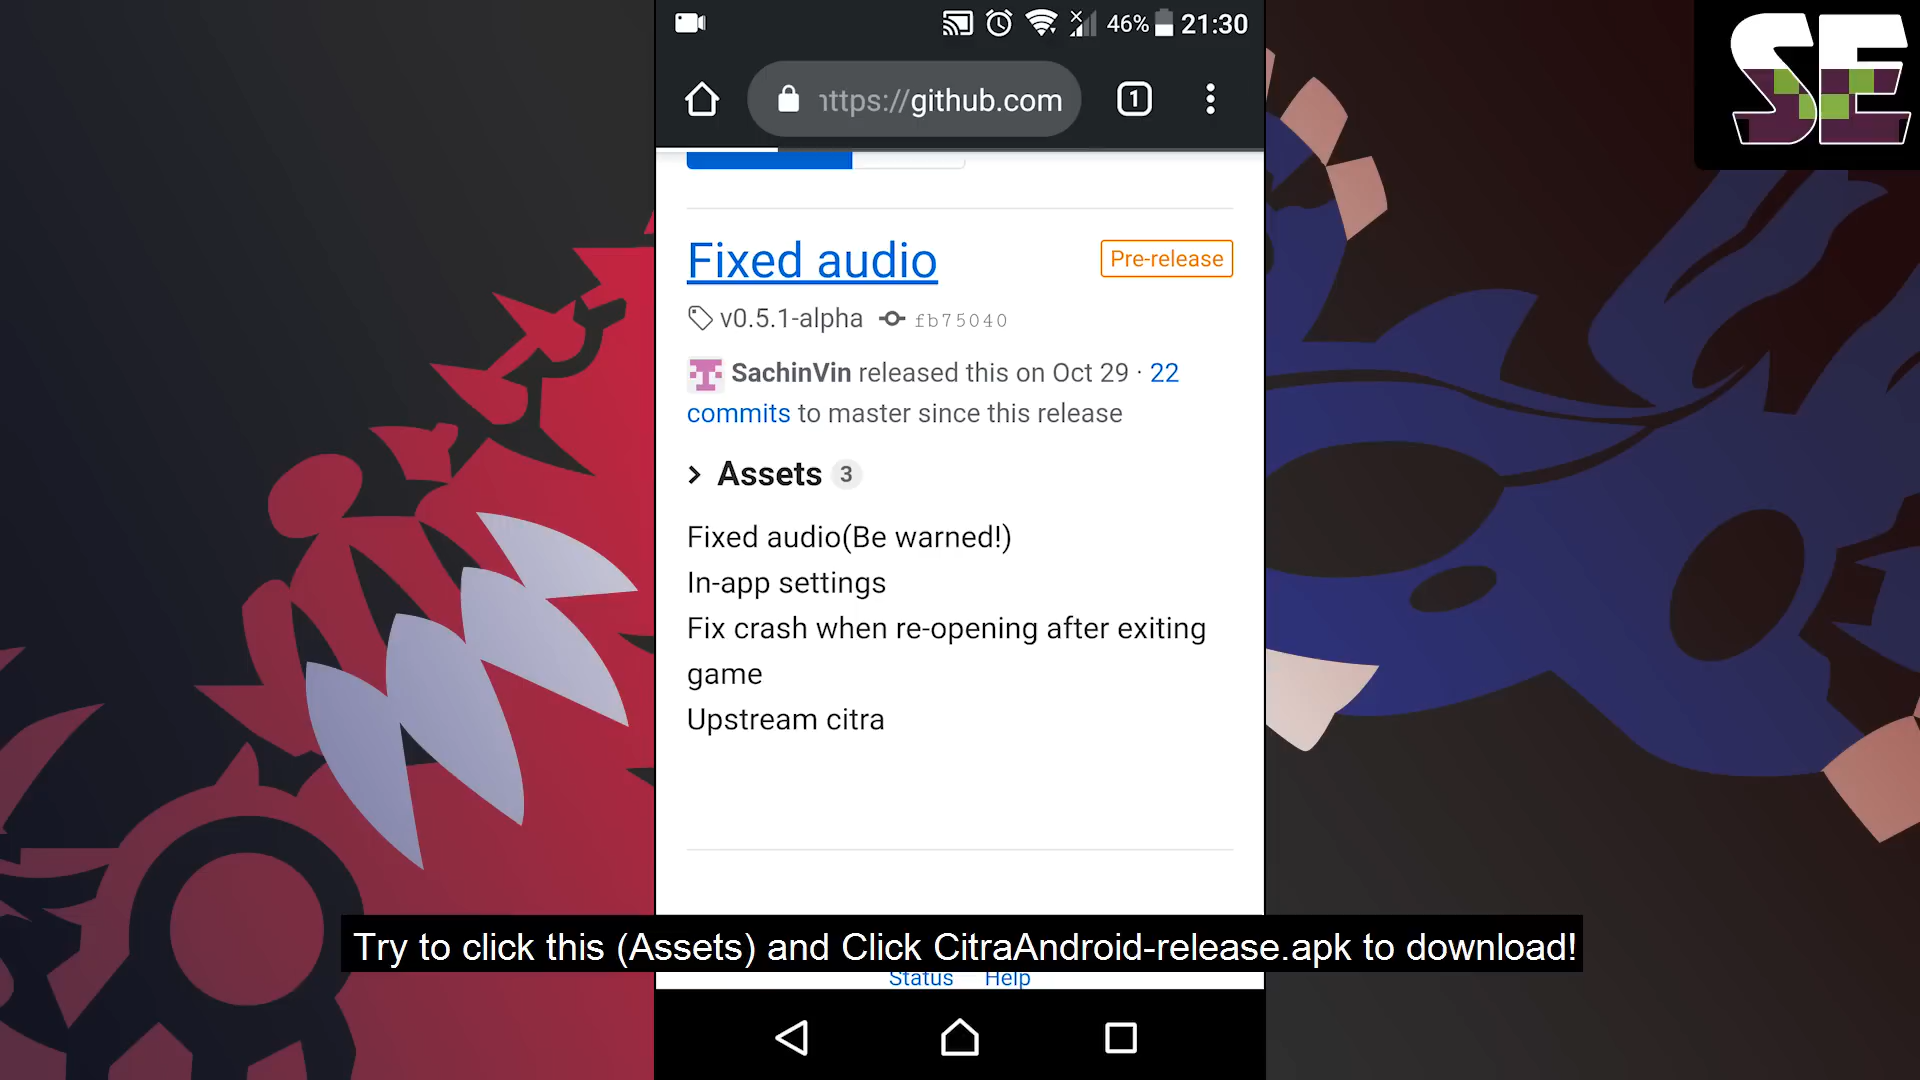 46% 21:30
SE
https://github.com
1
Fixed audio
Pre-release
v0.5.1-alpha fb75040
SachinVin released this on Oct 29 · 22
commits to master since this release
Assets 3
Fixed audio(Be warned!)
In-app settings
Fix crash when re-opening after exiting
game
Upstream citra
Try to click this (Assets) and Click CitraAndroid-release.apk to download!
Status Help